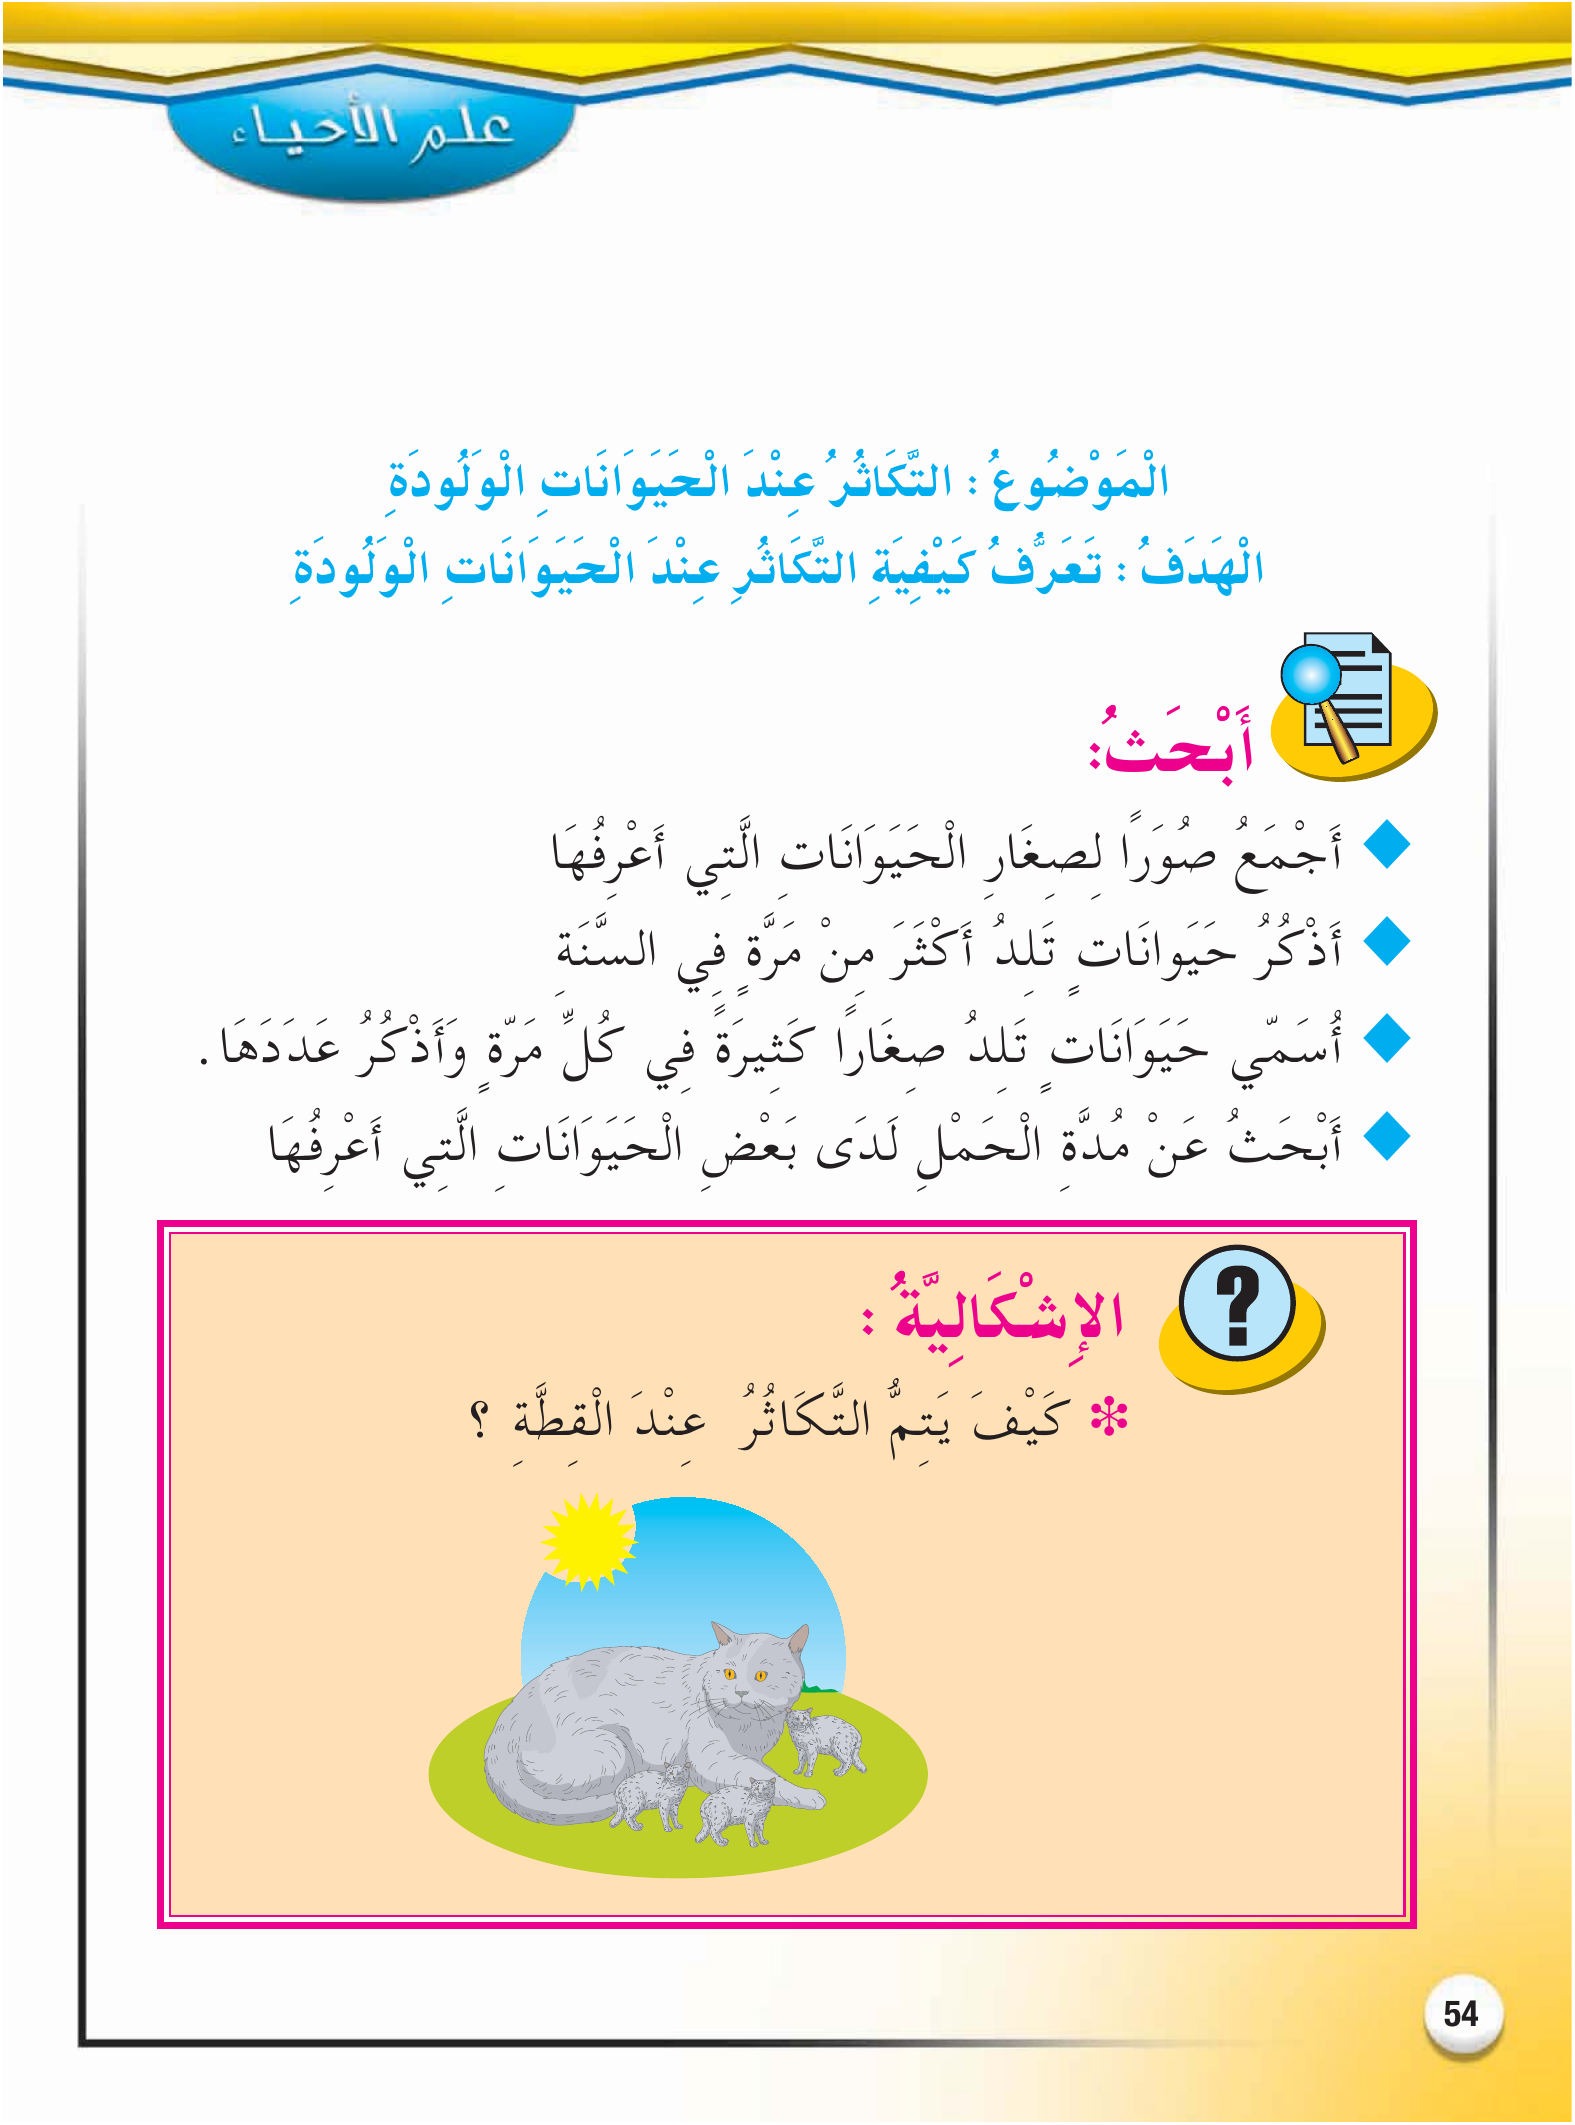 علم الأحياء
الْمَوْضُوعُ : التَّكَاثُرُ عِنْدَ الْحَيَوَانَاتِ الْوَلُودَةِ
الْهَدَفُ : تَعَرُّفُ كَيْفِيَةِ التَّكَاثُرِ عِنْدَ الْحَيَوَانَاتِ الْوَلُودَةِ
أَبْحَثُ:
أَجْمَعُ صُوَرًا لِصِغَارِ الْحَيَوَانَاتِ الَّتِي أَعْرِفُهَا
أَذْكُرُ حَيَوانَاتٍ تَلِدُ أَكْثَرَ مِنْ مَرَّةٍ فِي السَّنَةِ
أُسَمّي حَيَوَانَاتٍ تَلِدُ صِغَارًا كَثِيرَةً فِي كُلِّ مَرّةٍ وَأَذْكُرُ عَدَدَهَا .
أَبْحَثُ عَنْ مُدَّةِ الْحَمْلِ لَدَى بَعْضِ الْحَيَوَانَاتِ الَّتِي أَعْرِفُهَا
?
الإِشْكَالِيَّةُ :
كَيْفَ يَتِمُّ التَّكَاثُرُ عِنْدَ الْقِطَّةِ ؟
54